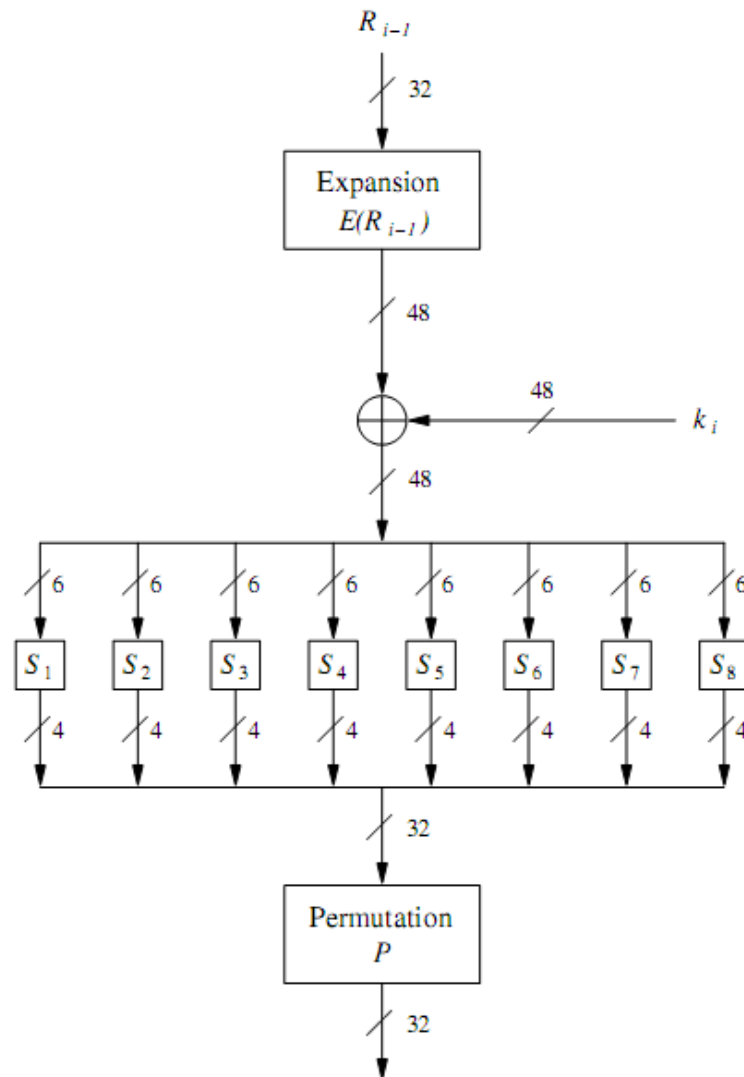 R i-1
32
Expansion
E(R i-1)
48
48
k i
48
6 6 6 6 6 6 6 6
S1 S2 S3 S4 S5 S6 S7 S8
4 4 4 4 4 4 4 4
32
Permutation
P
32